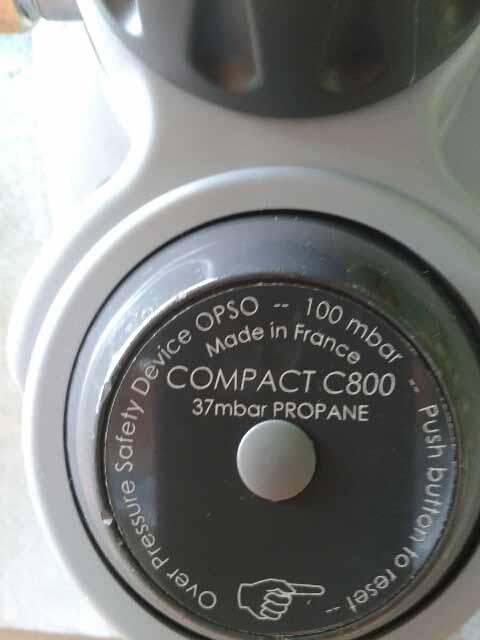 Over Pressure Safety Device OPSO -- 100 mbar -- Push button to reset --
Made in France
COMPACT C800
37mbar PROPANE